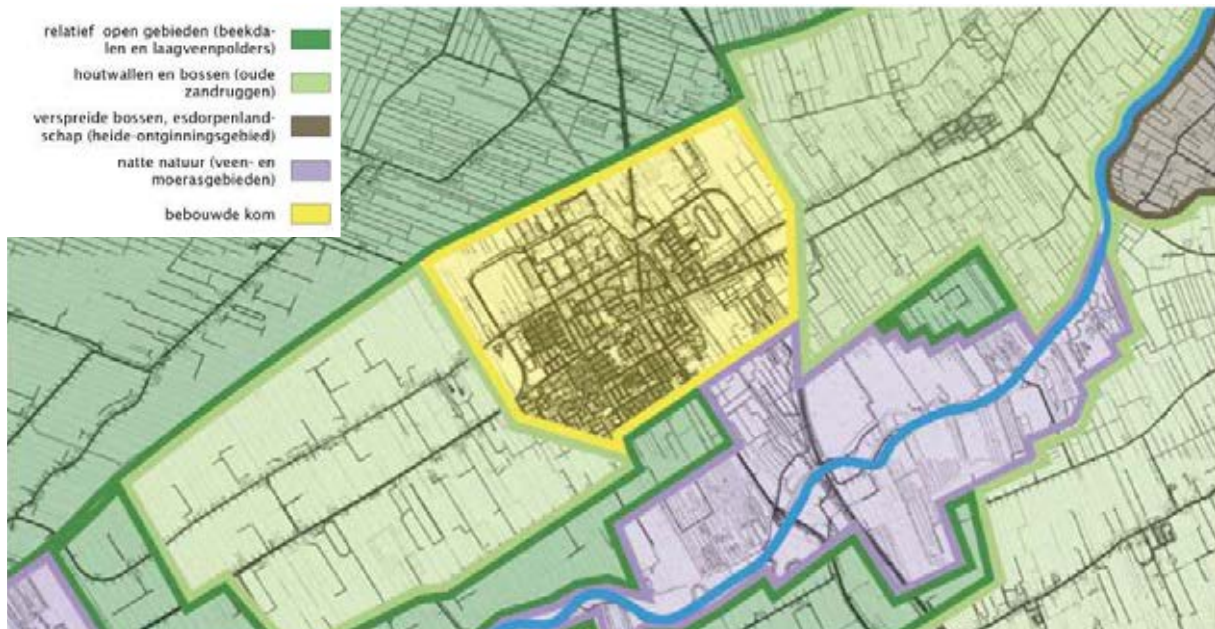 relatief open gebieden (beekda-
len en laagveenpolders)
houtwallen en bossen (oude
zandruggen)
verspreide bossen, esdorpenland-
schap (heide-ontginningsgebied)
natte natuur (veen- en
moerasgebieden)
bebouwde kom